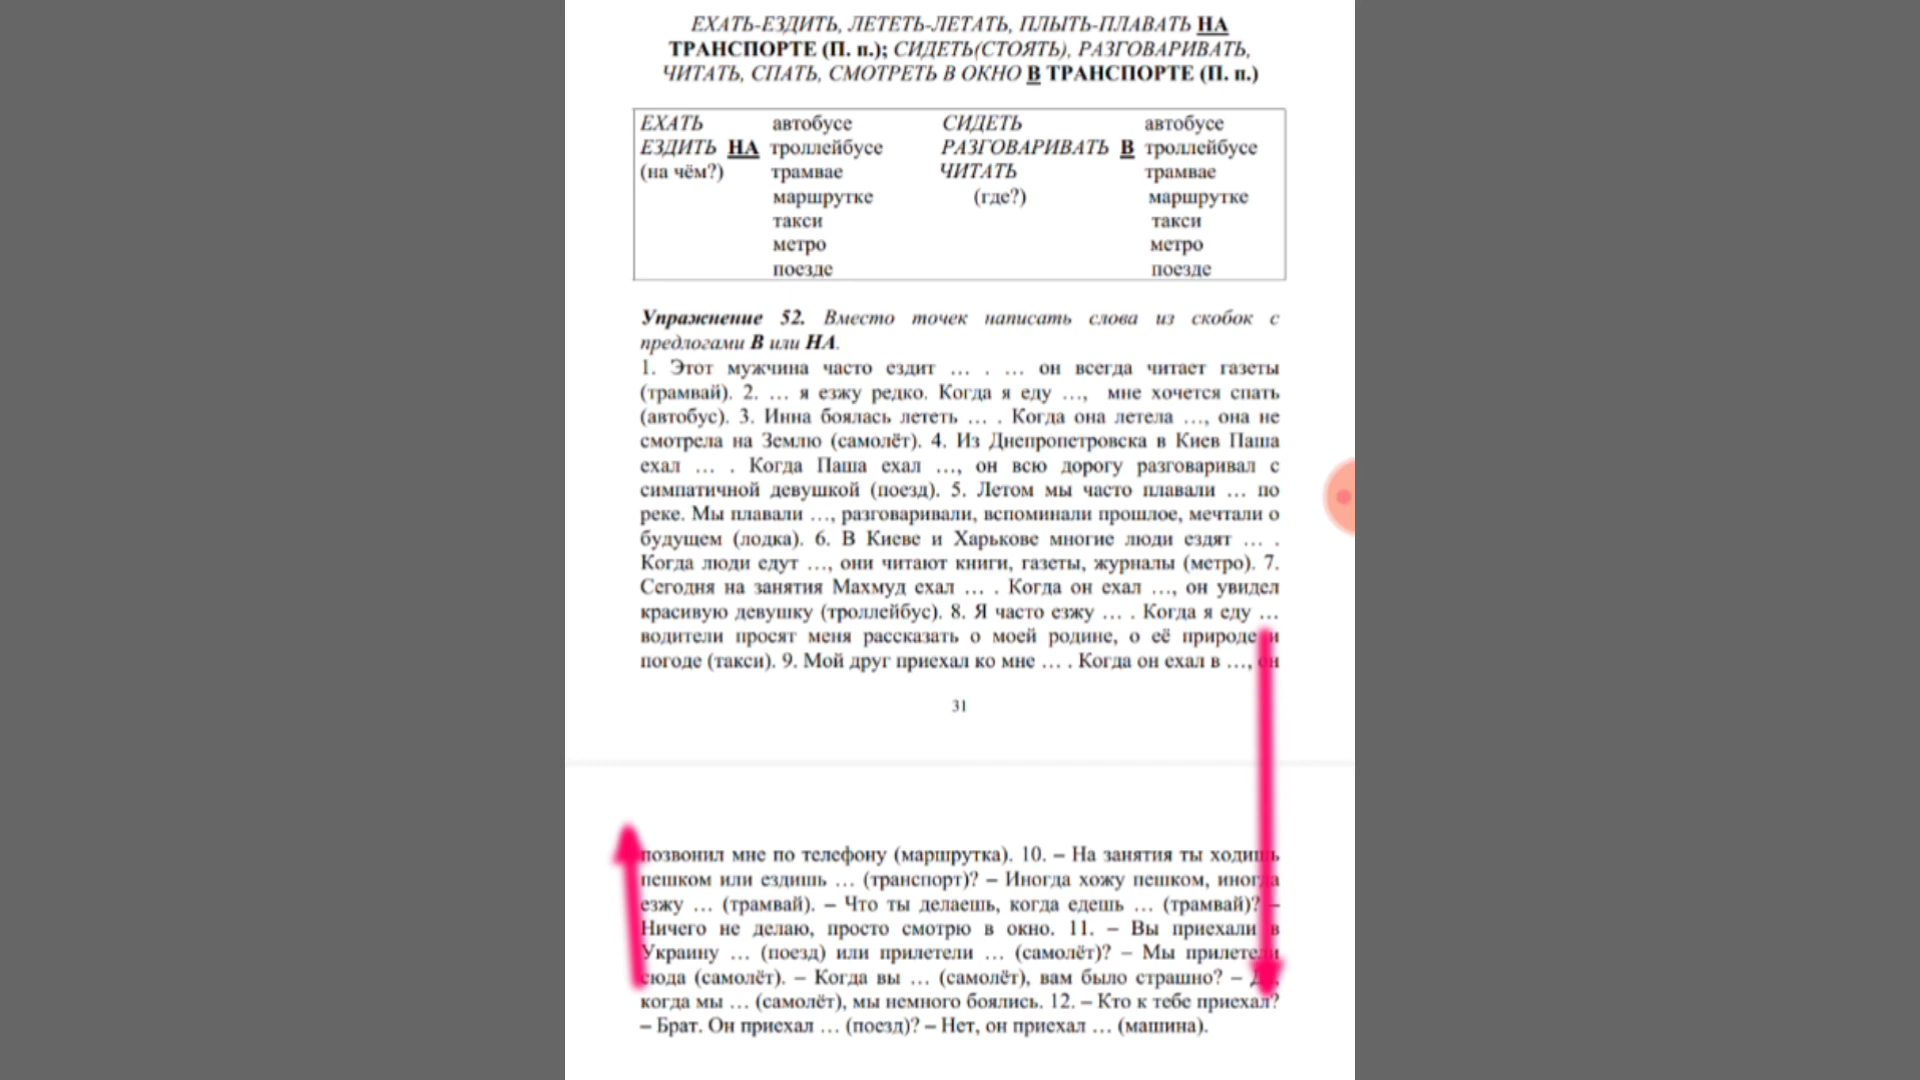 ЕХАТЬ-ЕЗДИТЬ, ЛЕТЕТЬ-ЛЕТАТЬ, ПЛЫТЬ-ПЛАВАТЬ НА
ТРАНСПОРТЕ (П. п.); СИДЕТЬ(СТОЯТЬ), РАЗГОВАРИВАТЬ,
ЧИТАТЬ, СПАТЬ, СМОТРЕТЬ В ОКНО В ТРАНСПОРТЕ (П. п.)
ЕХАТЬ автобусе СИДЕТЬ автобусе
ЕЗДИТЬ НА троллейбусе РАЗГОВАРИВАТЬ В троллейбусе
(на чём?) трамвае ЧИТАТЬ трамвае
маршрутке (где?) маршрутке
такси такси
метро метро
поезде поезде
Упражнение 52. Вместо точек написать слова из скобок с
предлогами В или НА.
1. Этот мужчина часто ездит … . … он всегда читает газеты
(трамвай). 2. … я езжу редко. Когда я еду …, мне хочется спать
(автобус). 3. Инна боялась лететь … . Когда она летела …, она не
смотрела на Землю (самолёт). 4. Из Днепропетровска в Киев Паша
ехал … . Когда Паша ехал …, он всю дорогу разговаривал с
симпатичной девушкой (поезд). 5. Летом мы часто плавали … по
реке. Мы плавали …, разговаривали, вспоминали прошлое, мечтали о
будущем (лодка). 6. В Киеве и Харькове многие люди ездят … .
Когда люди едут …, они читают книги, газеты, журналы (метро). 7.
Сегодня на занятия Махмуд ехал … . Когда он ехал …, он увидел
красивую девушку (троллейбус). 8. Я часто езжу … . Когда я еду …
водители просят меня рассказать о моей родине, о её природе и
погоде (такси). 9. Мой друг приехал ко мне … . Когда он ехал в …, он
31
позвонил мне по телефону (маршрутка). 10. – На занятия ты ходишь
пешком или ездишь … (транспорт)? – Иногда хожу пешком, иногда
езжу … (трамвай). – Что ты делаешь, когда едешь … (трамвай)? –
Ничего не делаю, просто смотрю в окно. 11. – Вы приехали в
Украину … (поезд) или прилетели … (самолёт)? – Мы прилетели
сюда (самолёт). – Когда вы … (самолёт), вам было страшно? –
когда мы … (самолёт), мы немного боялись. 12. – Кто к тебе приехал?
– Брат. Он приехал … (поезд)? – Нет, он приехал … (машина).